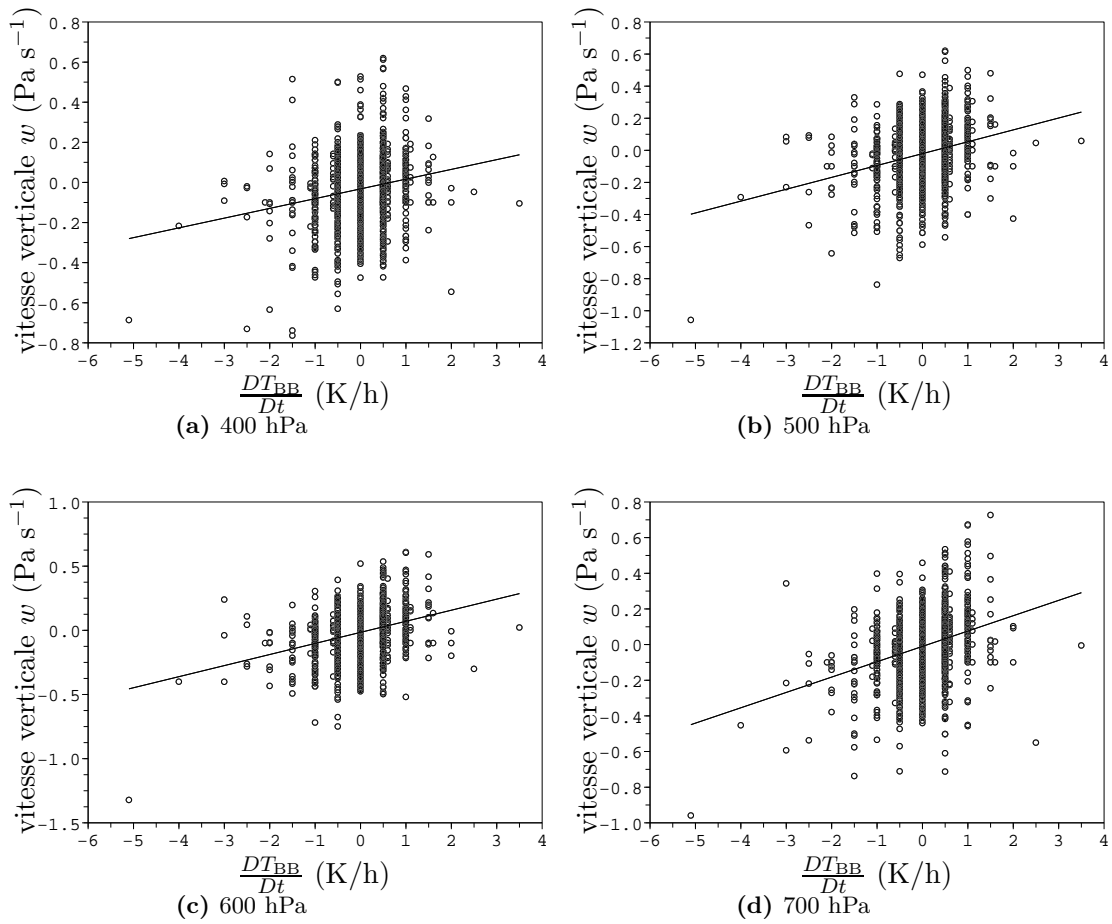 vitesse verticale w (Pa s⁻¹)
0.8
0.6
0.4
0.2
0.0
-0.2
-0.4
-0.6
-0.8
-6 -5 -4 -3 -2 -1 0 1 2 3 4
DT_BB/Dt (K/h)
(a) 400 hPa
vitesse verticale w (Pa s⁻¹)
0.8
0.6
0.4
0.2
0.0
-0.2
-0.4
-0.6
-0.8
-1.0
-1.2
-6 -5 -4 -3 -2 -1 0 1 2 3 4
DT_BB/Dt (K/h)
(b) 500 hPa
vitesse verticale w (Pa s⁻¹)
1.0
0.5
0.0
-0.5
-1.0
-1.5
-6 -5 -4 -3 -2 -1 0 1 2 3 4
DT_BB/Dt (K/h)
(c) 600 hPa
vitesse verticale w (Pa s⁻¹)
0.8
0.6
0.4
0.2
0.0
-0.2
-0.4
-0.6
-0.8
-1.0
-6 -5 -4 -3 -2 -1 0 1 2 3 4
DT_BB/Dt (K/h)
(d) 700 hPa